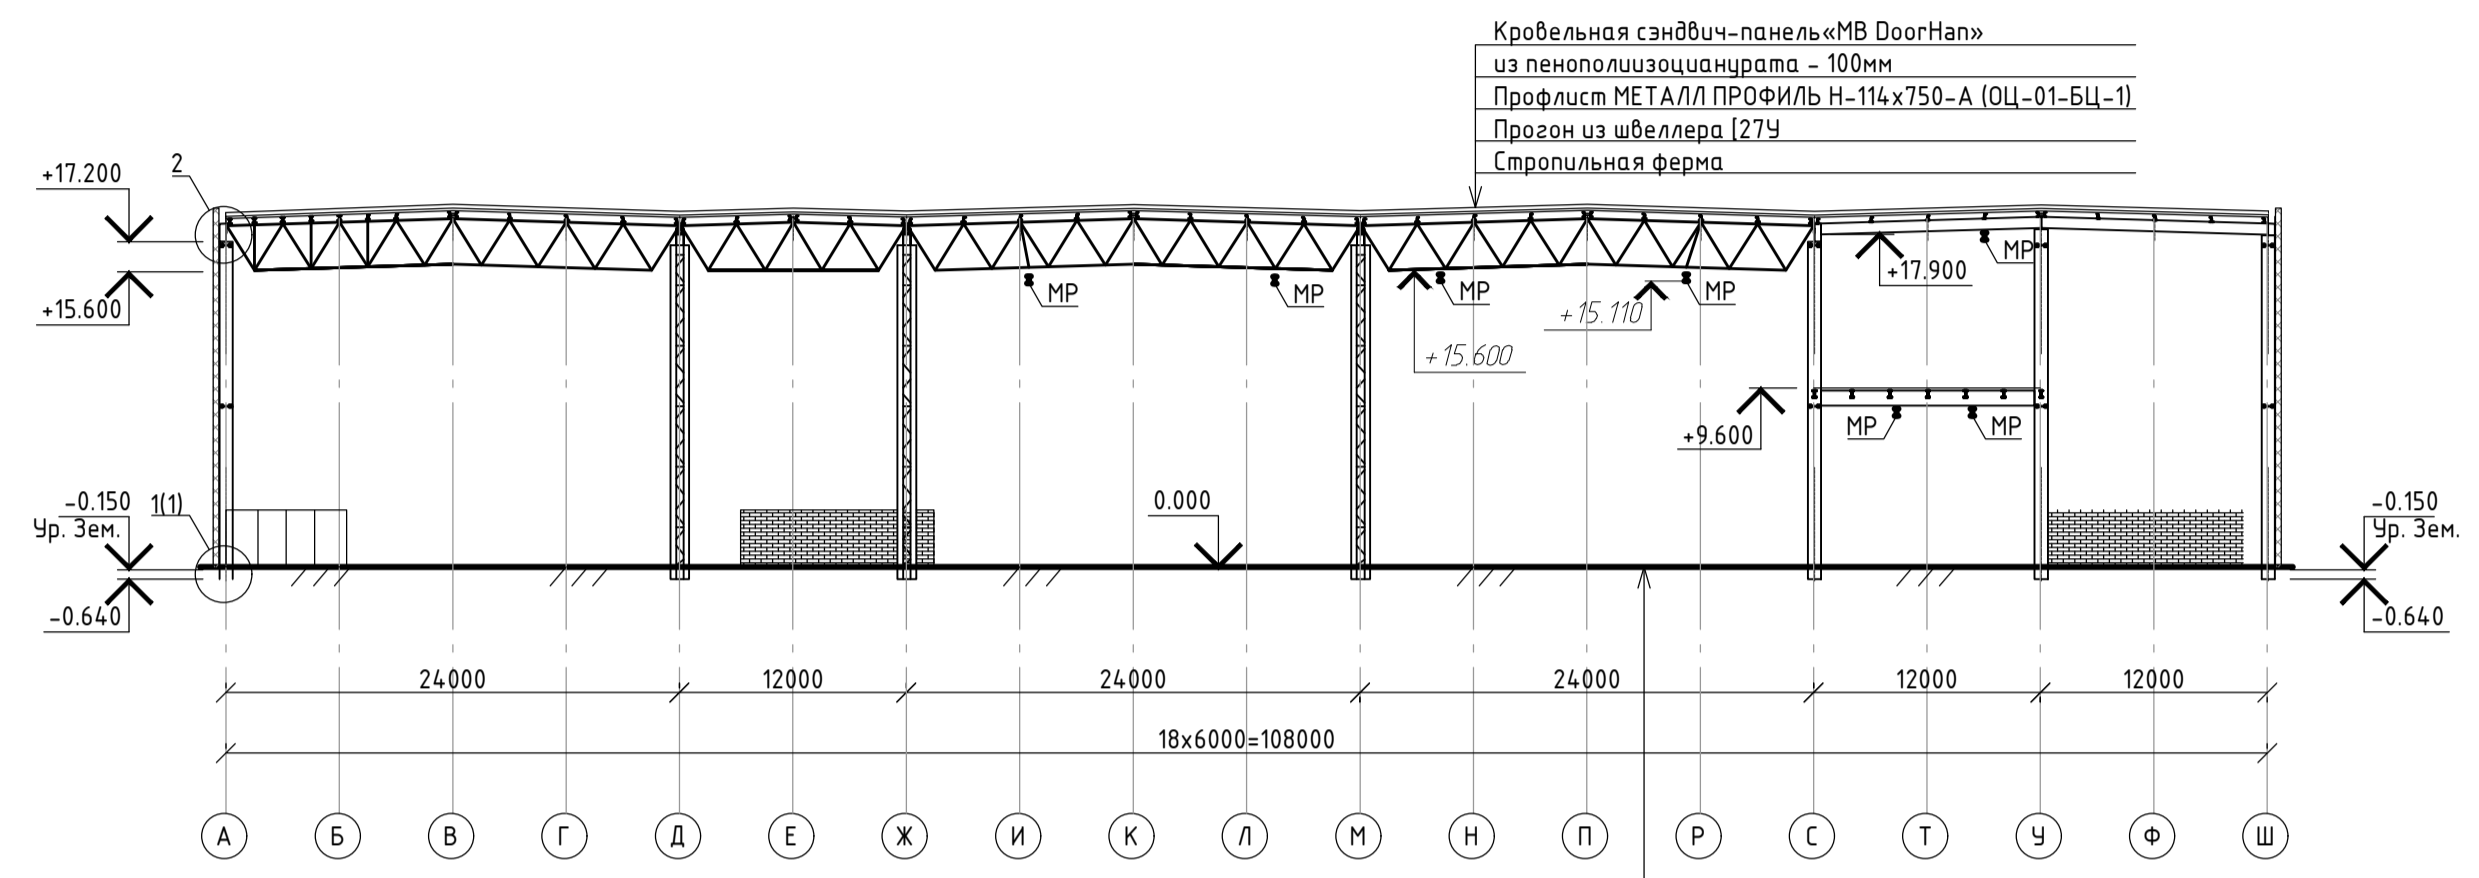 Кровельная сэндвич-панель«МВ DoorHan»
из пенополиизоцианурата - 100мм
Профлист МЕТАЛЛ ПРОФИЛЬ Н-114х750-А (ОЦ-01-БЦ-1)
Прогон из швеллера [27У
Стропильная ферма
+17.200
2
+15.600
МР
МР
МР
МР
МР
+17.900
+15.110
+15.600
+9.600
МР
МР
-0.150
Ур. Зем.
1(1)
0.000
-0.150
Ур. Зем.
-0.640
-0.640
24000
12000
24000
24000
12000
12000
18х6000=108000
А Б В Г Д Е Ж И К Л М Н П Р С Т У Ф Ш